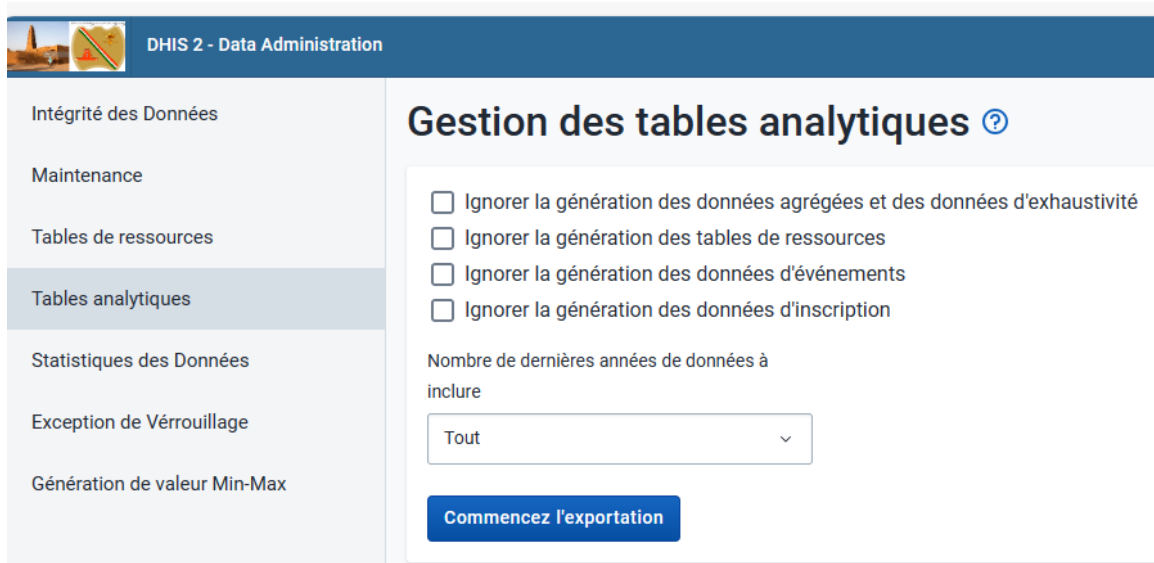 DHIS 2 - Data Administration
Intégrité des Données
Maintenance
Tables de ressources
Tables analytiques
Statistiques des Données
Exception de Vérrouillage
Génération de valeur Min-Max
Gestion des tables analytiques
Ignorer la génération des données agrégées et des données d'exhaustivité
Ignorer la génération des tables de ressources
Ignorer la génération des données d'événements
Ignorer la génération des données d'inscription
Nombre de dernières années de données à
inclure
Tout
Commencez l'exportation